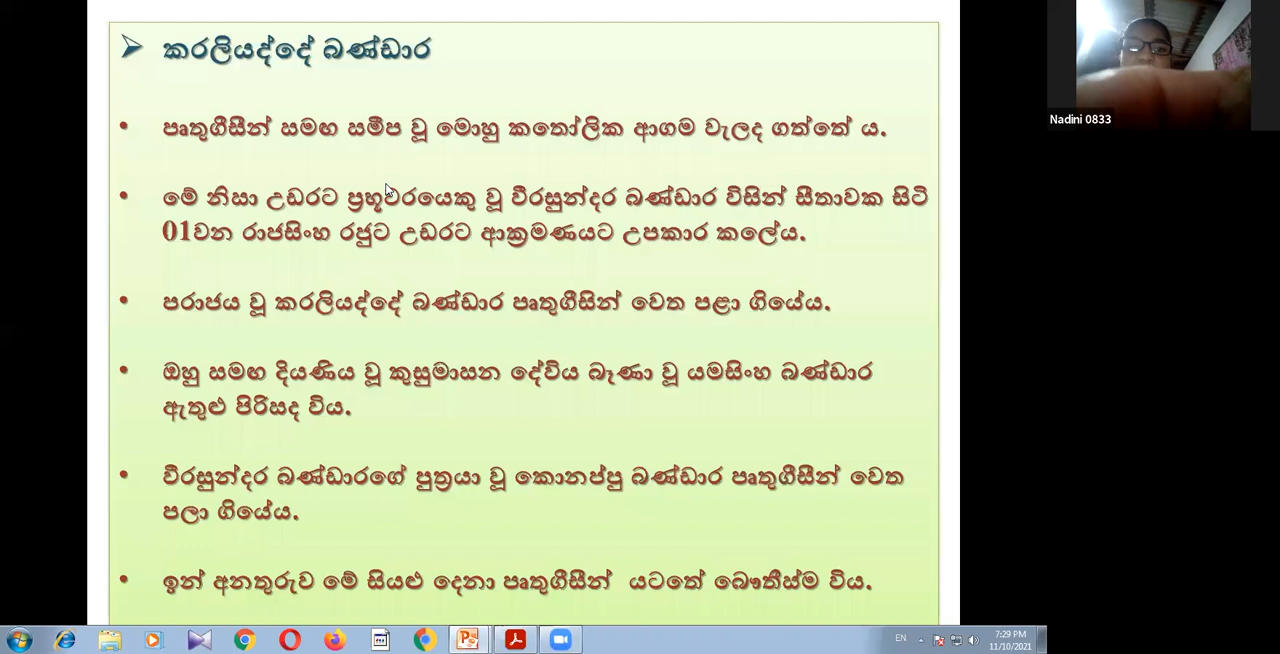 කරලියද්දේ බණ්ඩාර
පෘතුගීසීන් සමඟ සමීප වූ මොහු කතෝලික ආගම වැලද ගත්තේ ය.
මේ නිසා උඩරට ප්‍රභූවරයෙකු වූ වීරසුන්දර බණ්ඩාර විසින් සීතාවක සිටි
01වන රාජසිංහ රජුට උඩරට ආක්‍රමණයට උපකාර කලේය.
පරාජය වූ කරලියද්දේ බණ්ඩාර පෘතුගීසින් වෙත පළා ගියේය.
ඔහු සමඟ දියණිය වූ කුසුමාසන දේවිය බෑණා වූ යමසිංහ බණ්ඩාර
ඇතුළු පිරිසද විය.
වීරසුන්දර බණ්ඩාරගේ පුත්‍රයා වූ කොනප්පු බණ්ඩාර පෘතුගීසීන් වෙත
පලා ගියේය.
ඉන් අනතුරුව මේ සියළු දෙනා පෘතුගීසීන් යටතේ බෞතීස්ම විය.
Nadini 0833
EN
7:29 PM
11/10/2021